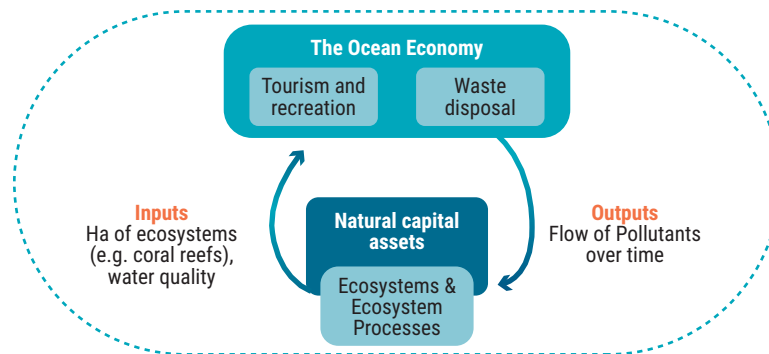 The Ocean Economy
Tourism and
recreation
Waste
disposal
Inputs
Ha of ecosystems
(e.g. coral reefs),
water quality
Natural capital
assets
Ecosystems &
Ecosystem
Processes
Outputs
Flow of Pollutants
over time